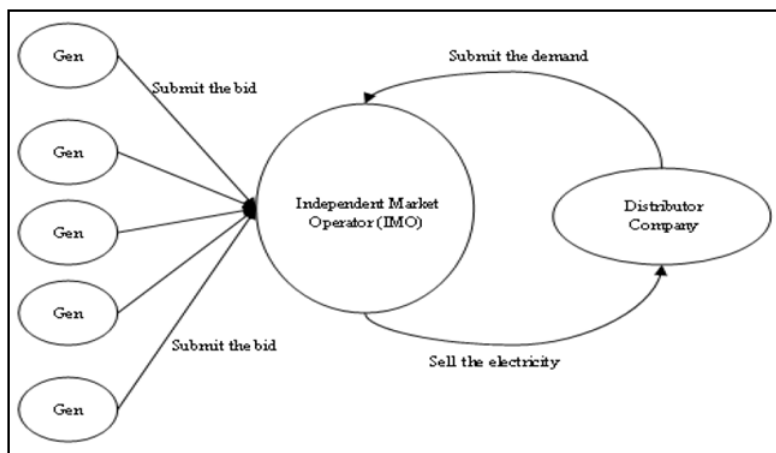 Gen
Submit the bid
Gen
Gen
Gen
Submit the bid
Gen
Independent Market
Operator (IMO)
Submit the demand
Distributor
Company
Sell the electricity